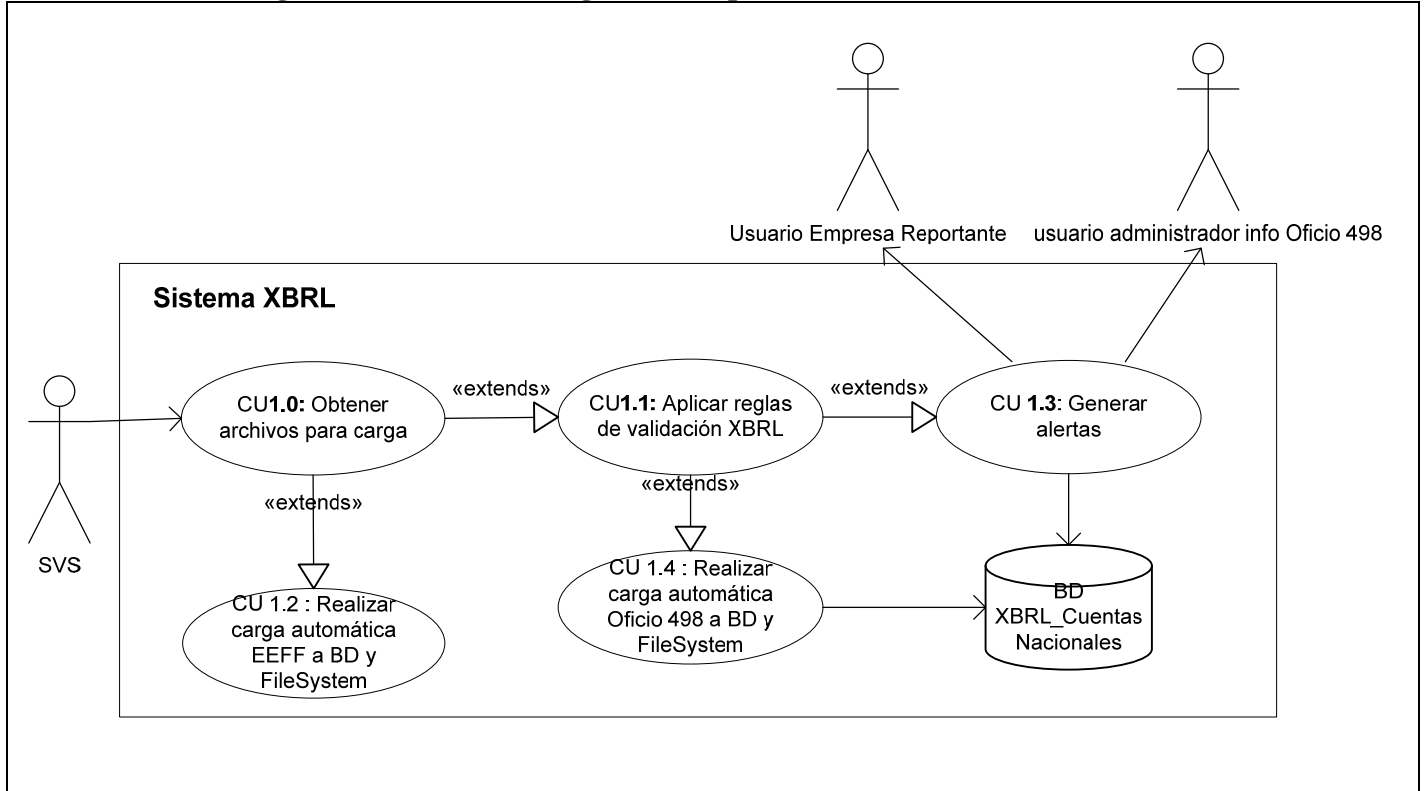 Usuario Empresa Reportante
usuario administrador info Oficio 498
Sistema XBRL
SVS
CU1.0: Obtener
archivos para carga
«extends»
CU1.1: Aplicar reglas
de validación XBRL
«extends»
CU 1.3: Generar
alertas
«extends»
«extends»
CU 1.2 : Realizar
carga automática
EEFF a BD y
FileSystem
CU 1.4 : Realizar
carga automática
Oficio 498 a BD y
FileSystem
BD
XBRL_Cuentas
Nacionales